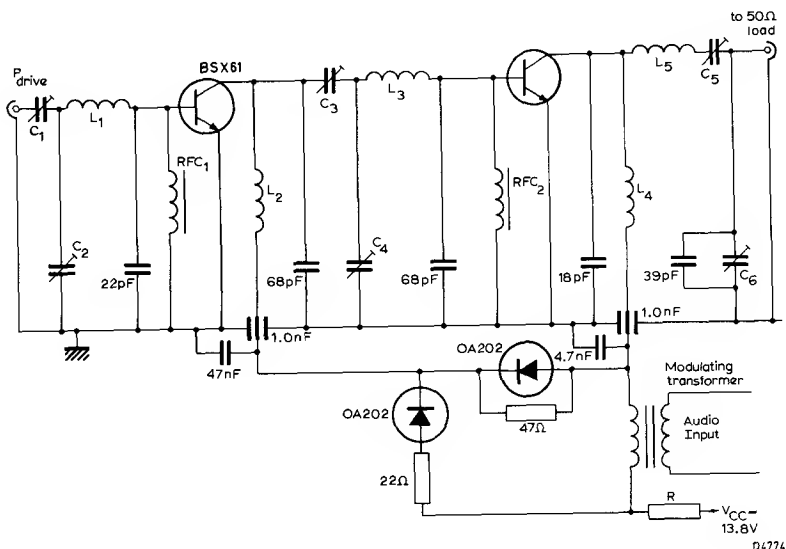 to 50Ω
load
P drive
BSX61
C1
L1
C3
L3
L5
C5
RFC1
L2
RFC2
L4
C2
22pF
68pF
C4
68pF
18pF
39pF
C6
1.0nF
1.0nF
47nF
OA202
4.7nF
Modulating
transformer
OA202
47Ω
Audio
Input
22Ω
R
VCC=
13.8V
D4774